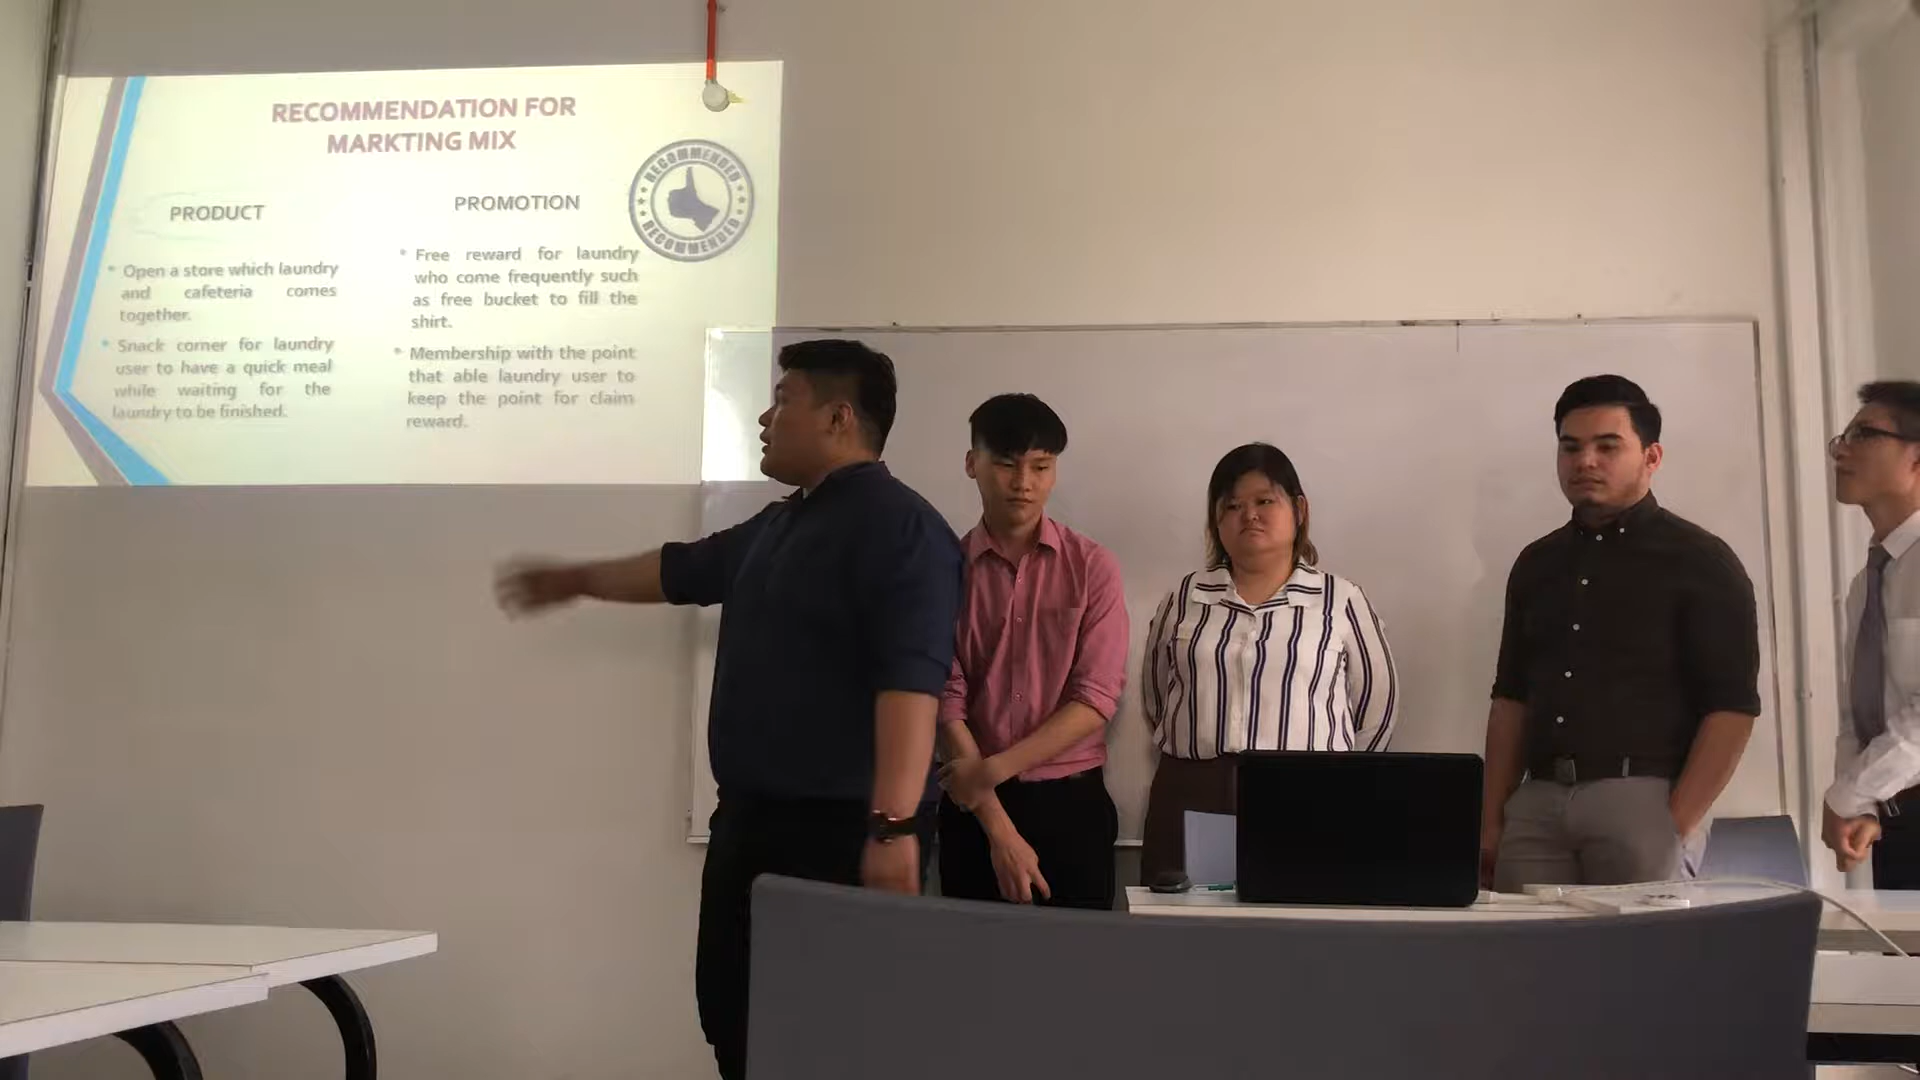 RECOMMENDATION FOR
MARKTING MIX
RECOMMENDED
RECOMMENDED
PRODUCT
• Open a store which laundry
and cafeteria comes
together.
• Snack corner for laundry
user to have a quick meal
while waiting for the
laundry to be finished.
PROMOTION
• Free reward for laundry
who come frequently such
as free bucket to fill the
shirt.
• Membership with the point
that able laundry user to
keep the point for claim
reward.